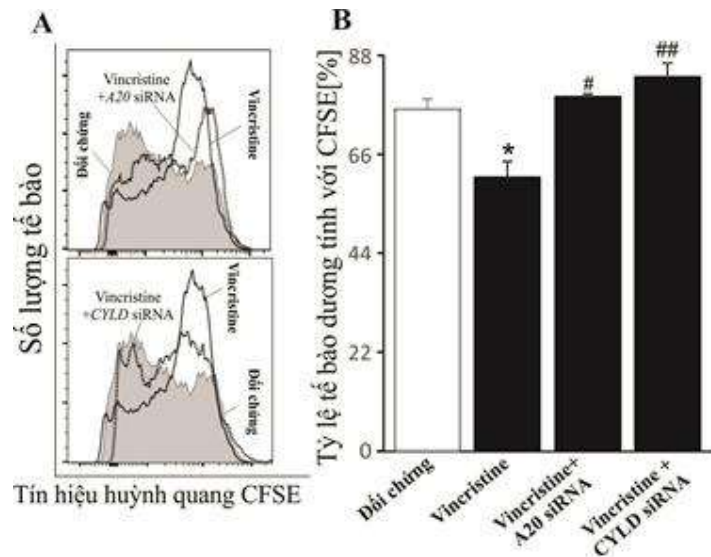 A
Số lượng tế bào
Vincristine
+A20 siRNA
Vincristine
Đối chứng
Vincristine
+CYLD siRNA
Vincristine
Đối chứng
Tín hiệu huỳnh quang CFSE
B
Tỷ lệ tế bào dương tính với CFSE[%]
88
66
44
22
0
*
#
##
Đối chứng
Vincristine
Vincristine+
A20 siRNA
Vincristine +
CYLD siRNA